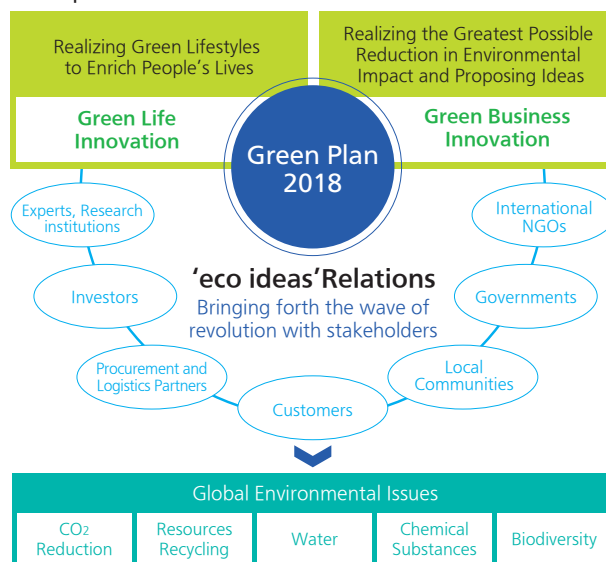 Realizing Green Lifestyles
to Enrich People's Lives
Green Life
Innovation
Realizing the Greatest Possible
Reduction in Environmental
Impact and Proposing Ideas
Green Business
Innovation
Green Plan
2018
Experts, Research
institutions
International
NGOs
Investors
Governments
'eco ideas'Relations
Bringing forth the wave of
revolution with stakeholders
Procurement and
Logistics Partners
Local
Communities
Customers
Global Environmental Issues
CO2
Reduction
Resources
Recycling
Water
Chemical
Substances
Biodiversity